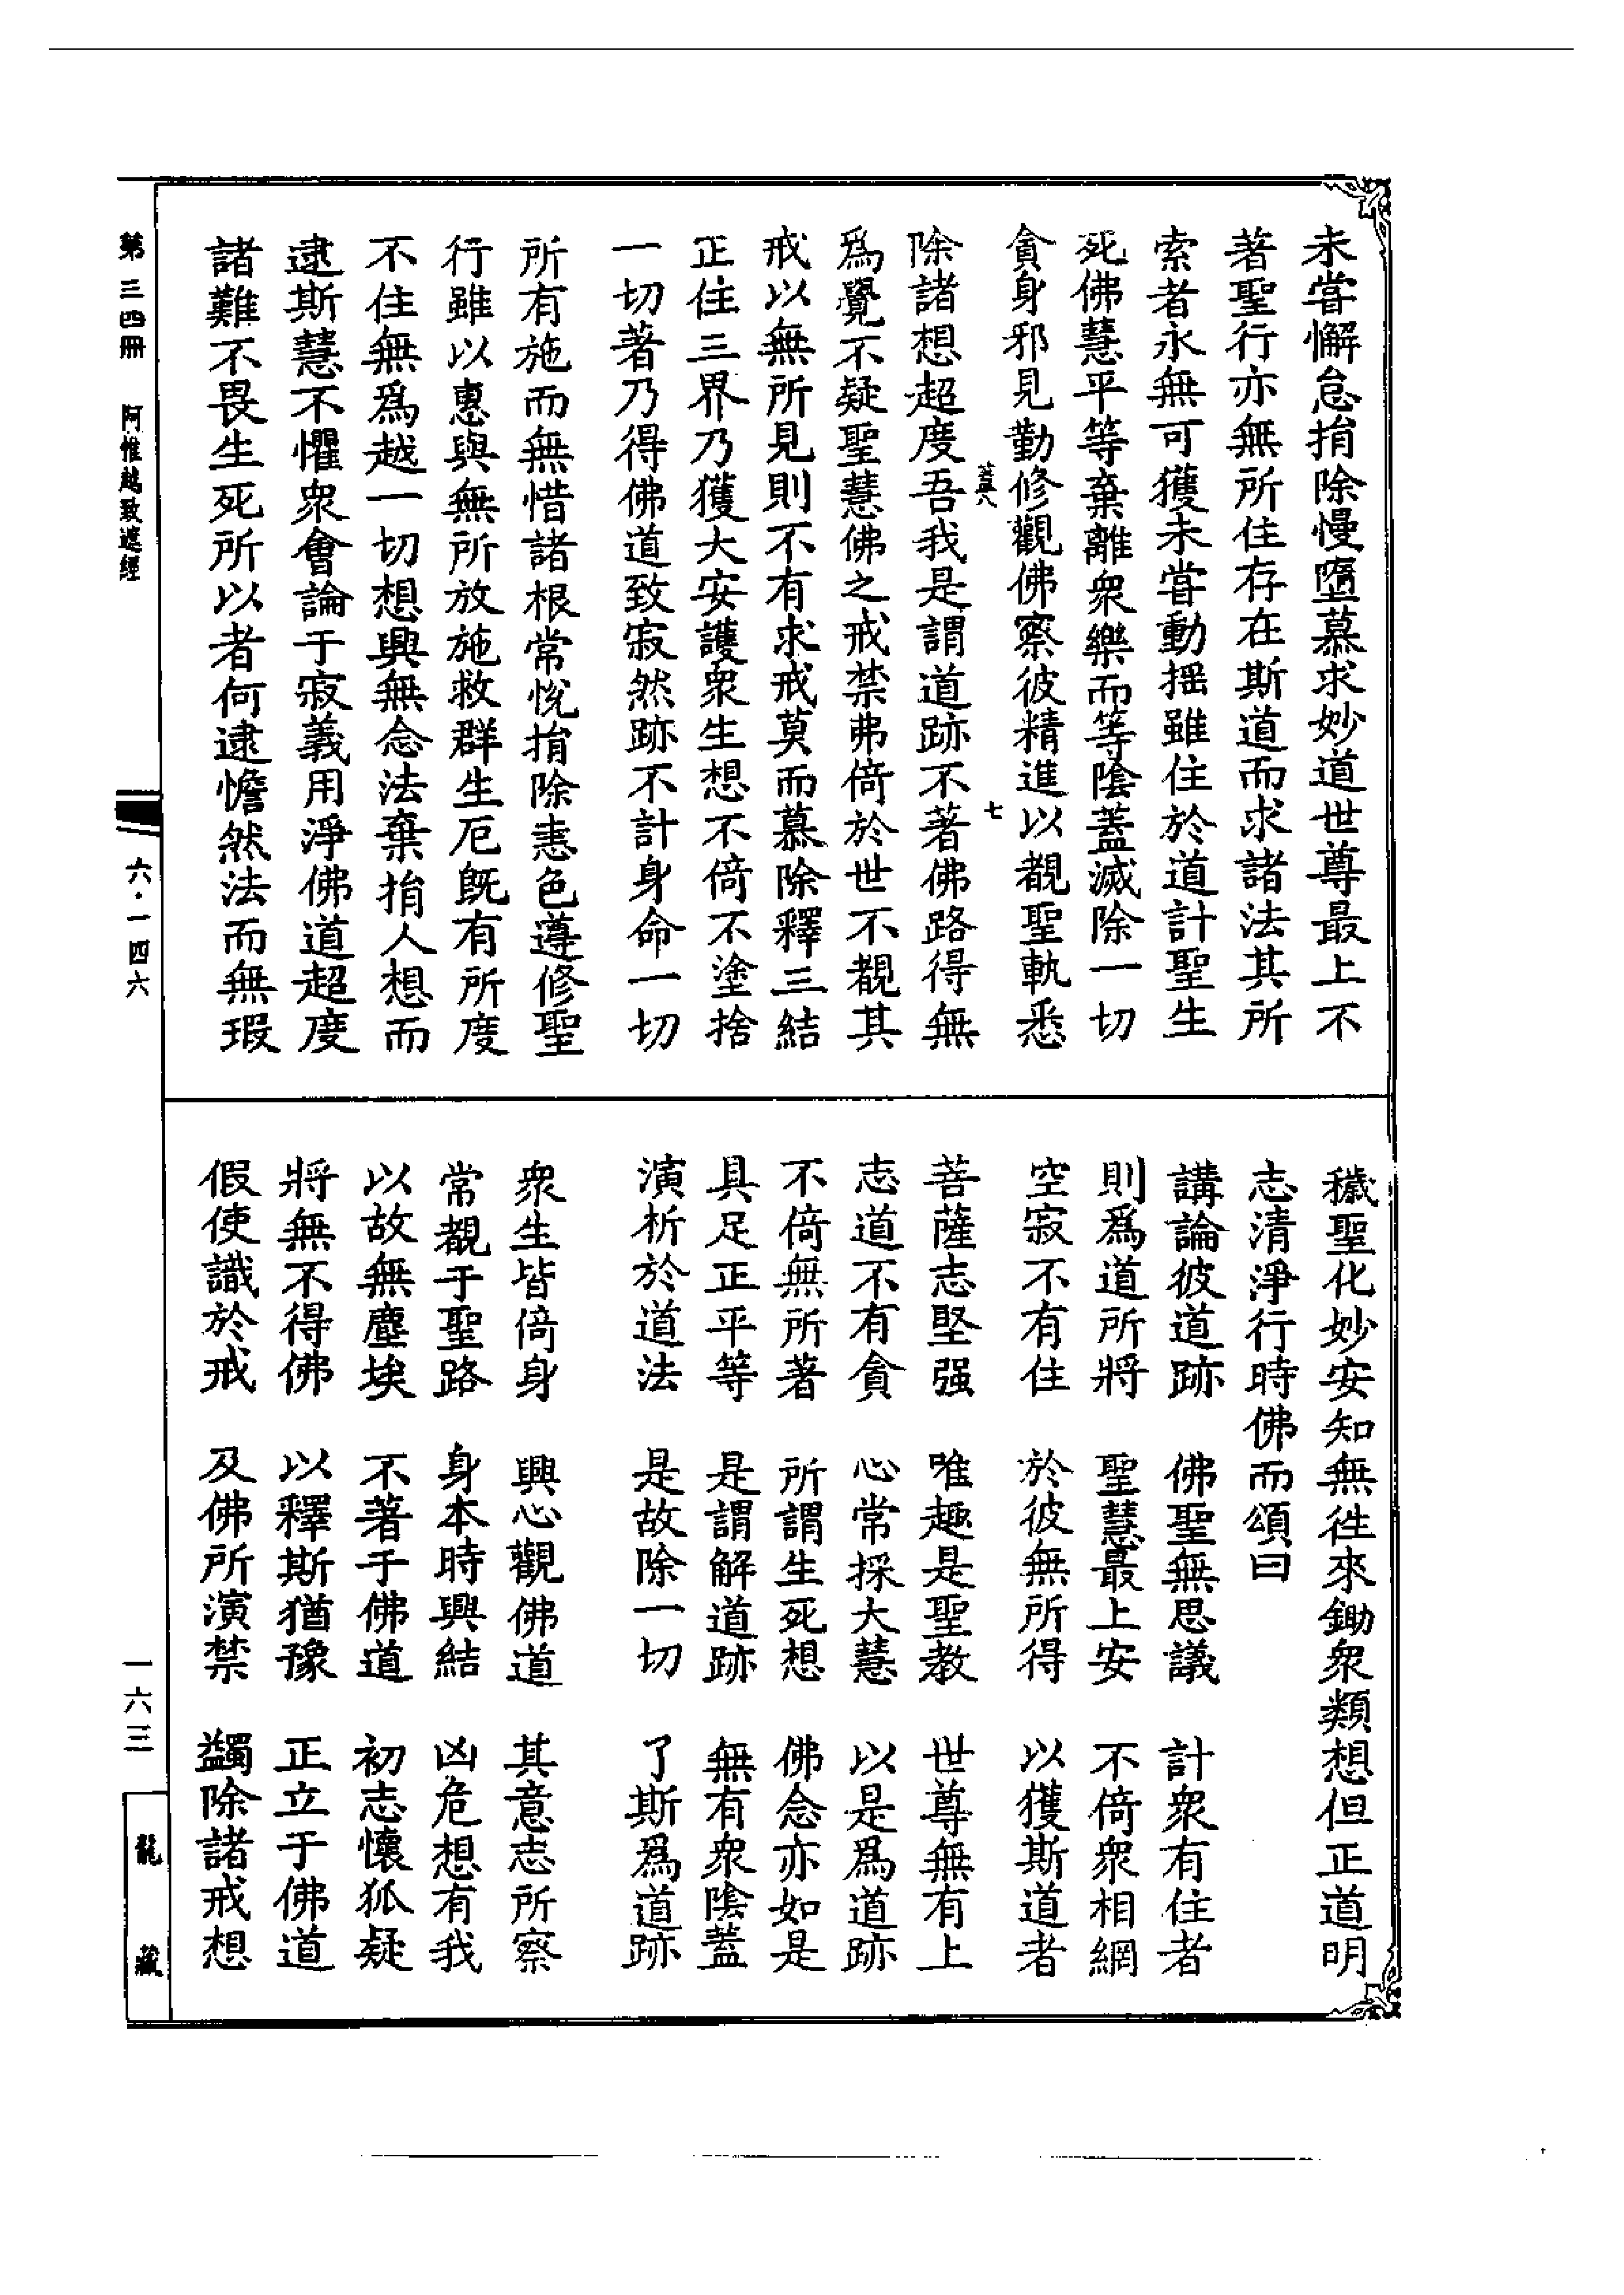 未嘗懈怠捐除慢墮慕求妙道世尊最上不
著聖行亦無所住存在斯道而求諸法其所
索者永無可獲未嘗動搖雖住於道計聖生
死佛慧平等棄離衆樂而等陰蓋滅除一切
貪身邪見勤修觀佛察彼精進以覩聖軌悉
蓋八 七
除諸想超度吾我是謂道跡不著佛路得無
爲覺不疑聖慧佛之戒禁弗倚於世不覩其
戒以無所見則不有求戒莫而慕除釋三結
正住三界乃獲大安護衆生想不倚不塗捨
一切著乃得佛道致寂然跡不計身命一切
所有施而無惜諸根常悅捐除恚色遵修聖
行雖以惠與無所放施救群生厄既有所度
不住無爲越一切想興無念法棄捐人想而
逮斯慧不懼衆會論于寂義用淨佛道超度
諸難不畏生死所以者何逮憺然法而無瑕
穢聖化妙安知無徃來鋤衆類想但正道明
志清淨行時佛而頌曰
講論彼道跡 佛聖無思議 計衆有住者
則爲道所將 聖慧最上安 不倚衆相網
空寂不有住 於彼無所得 以獲斯道者
菩薩志堅强 唯趣是聖教 世尊無有上
志道不有貪 心常採大慧 以是爲道跡
不倚無所著 所謂生死想 佛念亦如是
具足正平等 是謂解道跡 無有衆陰蓋
演析於道法 是故除一切 了斯爲道跡
衆生皆倚身 興心觀佛道 其意志所察
常覩于聖路 身本時興結 凶危想有我
以故無塵埃 不著于佛道 初志懷狐疑
將無不得佛 以釋斯猶豫 正立于佛道
假使識於戒 及佛所演禁 蠲除諸戒想
第三四冊 阿惟越致遮經
六·一四六
一六三
龍藏